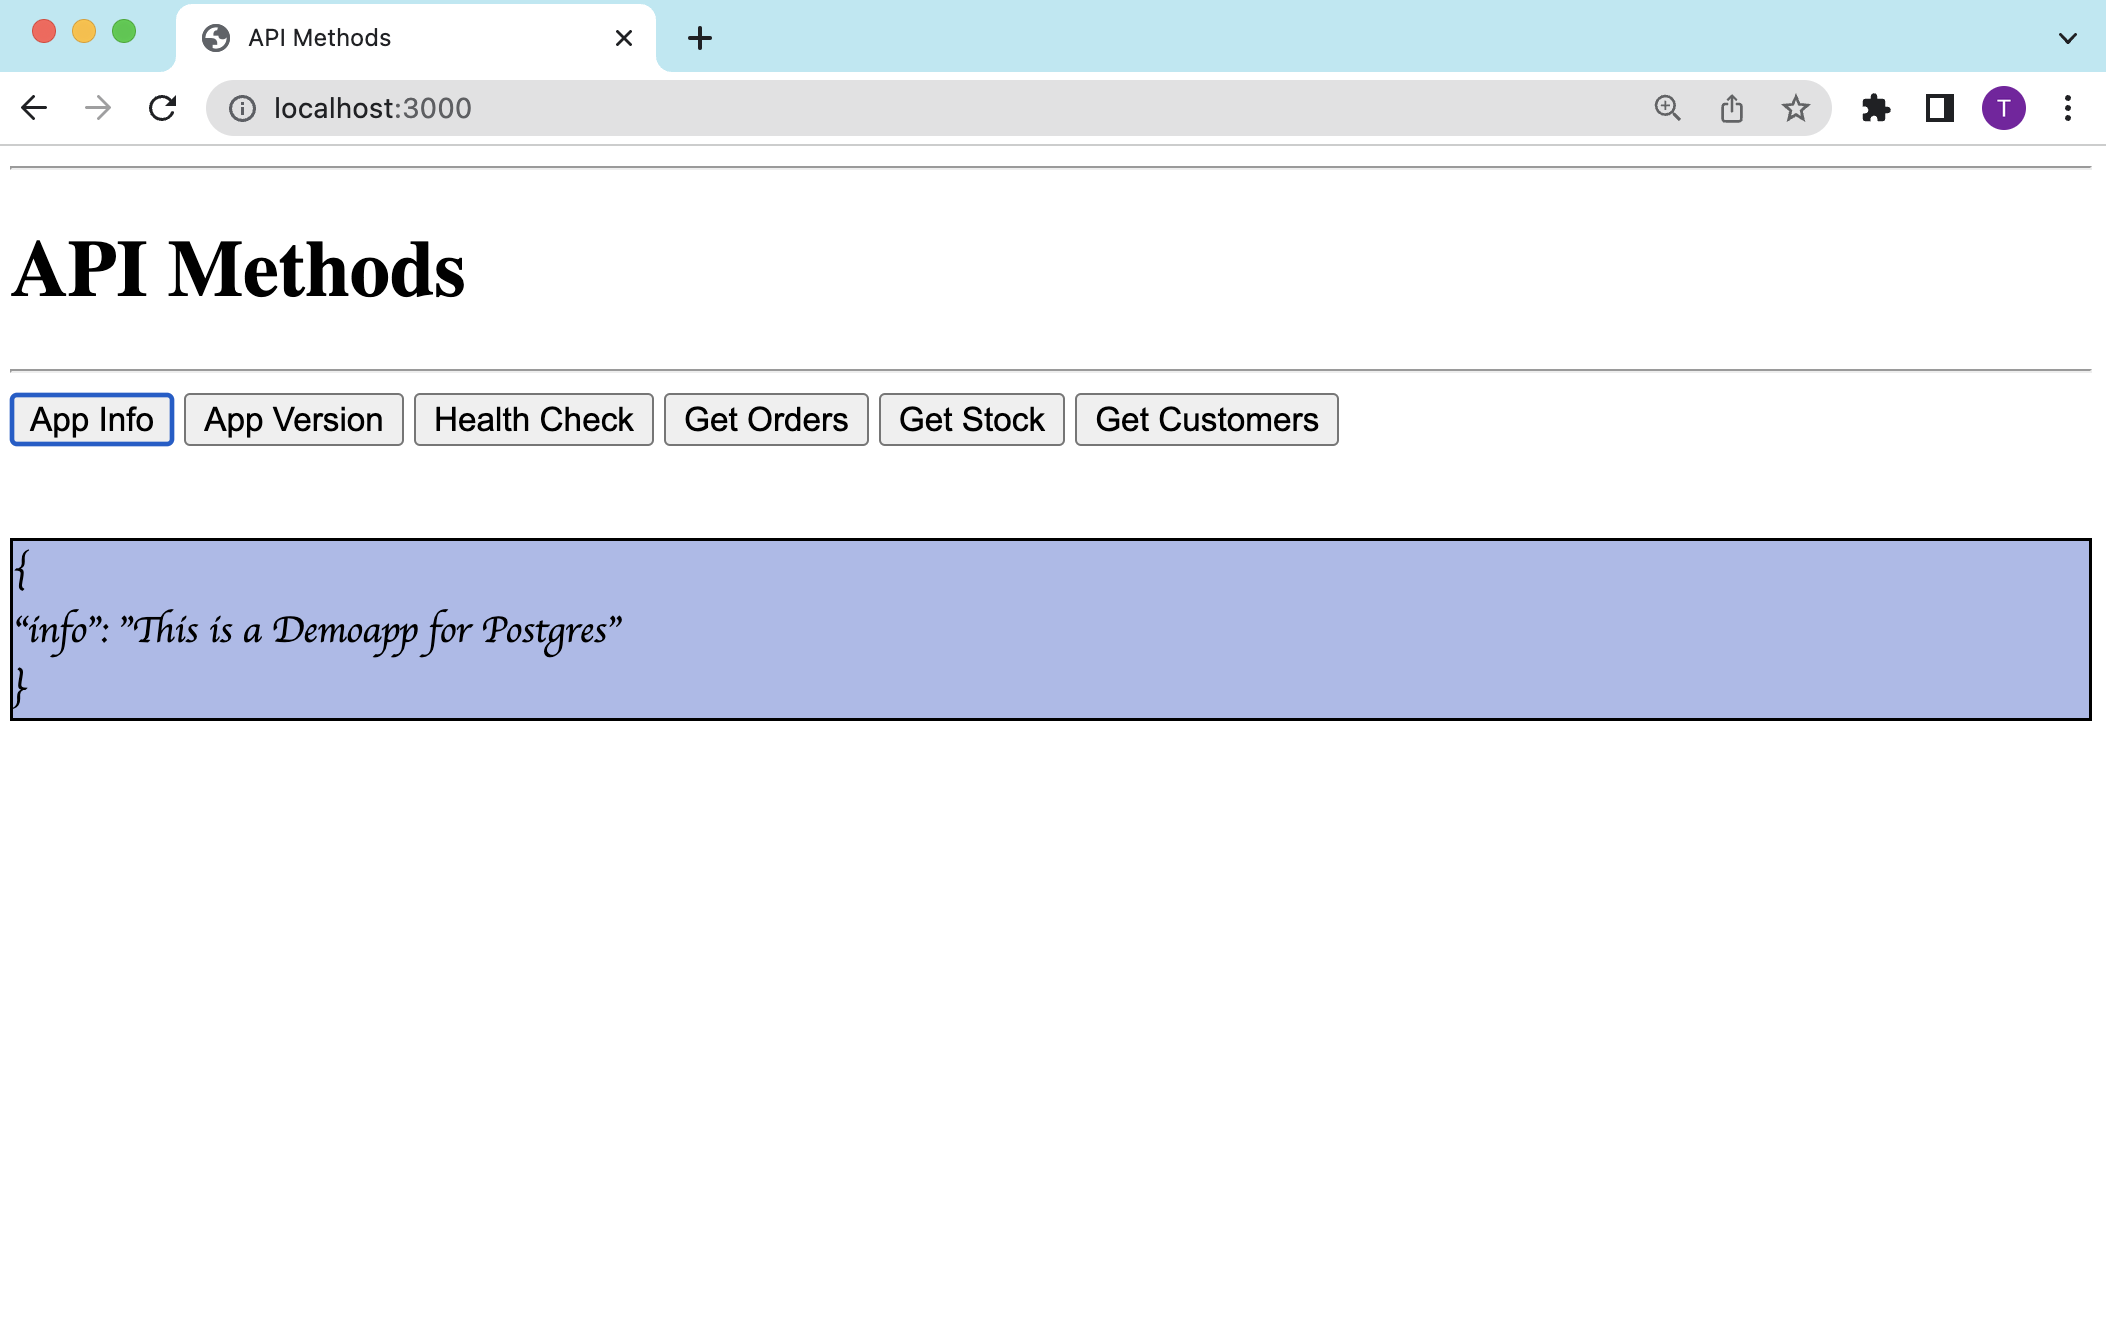 API Methods
localhost:3000
T
API Methods
App Info App Version Health Check Get Orders Get Stock Get Customers
{
“info”: ”This is a Demoapp for Postgres”
}